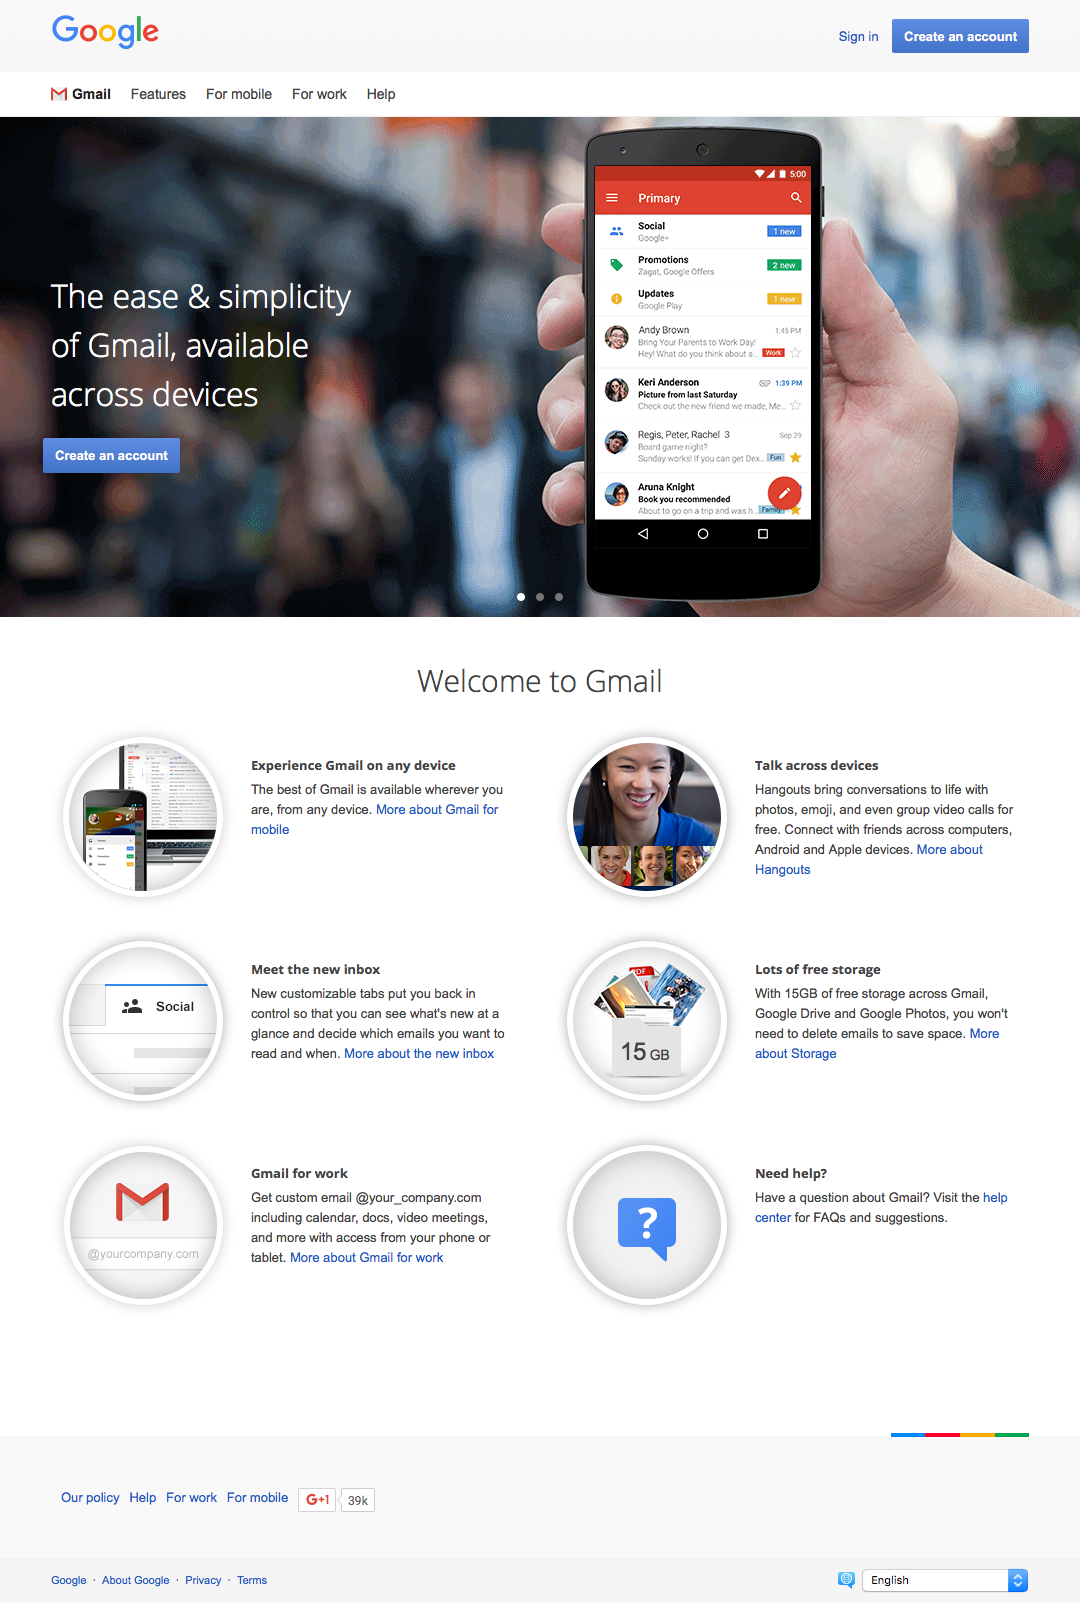 Google
Sign in
Create an account
Gmail
Features
For mobile
For work
Help
The ease & simplicity
of Gmail, available
across devices
Create an account
5:00
Primary
Social
Google+
1 new
Promotions
Zagat, Google Offers
2 new
Updates
Google Play
1 new
Andy Brown
1:45 PM
Bring Your Parents to Work Day!
Hey! What do you think about a...
Work
Keri Anderson
1:39 PM
Picture from last Saturday
Check out the new friend we made, Me...
Regis, Peter, Rachel 3
Sep 29
Board game night?
Sunday works! If you can get Dex...
Fun
Aruna Knight
Book you recommended
About to go on a trip and was h...
Family
Welcome to Gmail
Experience Gmail on any device
The best of Gmail is available wherever you
are, from any device. More about Gmail for
mobile
Talk across devices
Hangouts bring conversations to life with
photos, emoji, and even group video calls for
free. Connect with friends across computers,
Android and Apple devices. More about
Hangouts
Social
Meet the new inbox
New customizable tabs put you back in
control so that you can see what's new at a
glance and decide which emails you want to
read and when. More about the new inbox
PDF
15 GB
Lots of free storage
With 15GB of free storage across Gmail,
Google Drive and Google Photos, you won't
need to delete emails to save space. More
about Storage
@yourcompany.com
Gmail for work
Get custom email @your_company.com
including calendar, docs, video meetings,
and more with access from your phone or
tablet. More about Gmail for work
?
Need help?
Have a question about Gmail? Visit the help
center for FAQs and suggestions.
Our policy
Help
For work
For mobile
G+1
39k
Google · About Google · Privacy · Terms
English